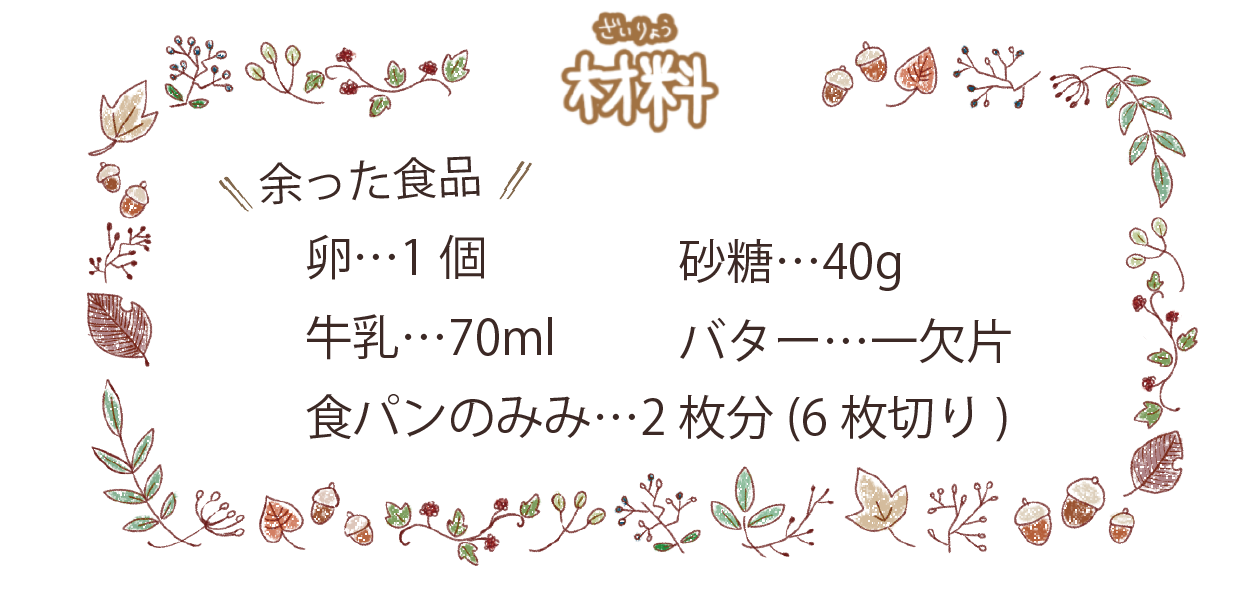 ざいりょう
材料
余った食品
卵…1個 砂糖…40g
牛乳…70ml バター…一欠片
食パンのみみ…2枚分(6枚切り)